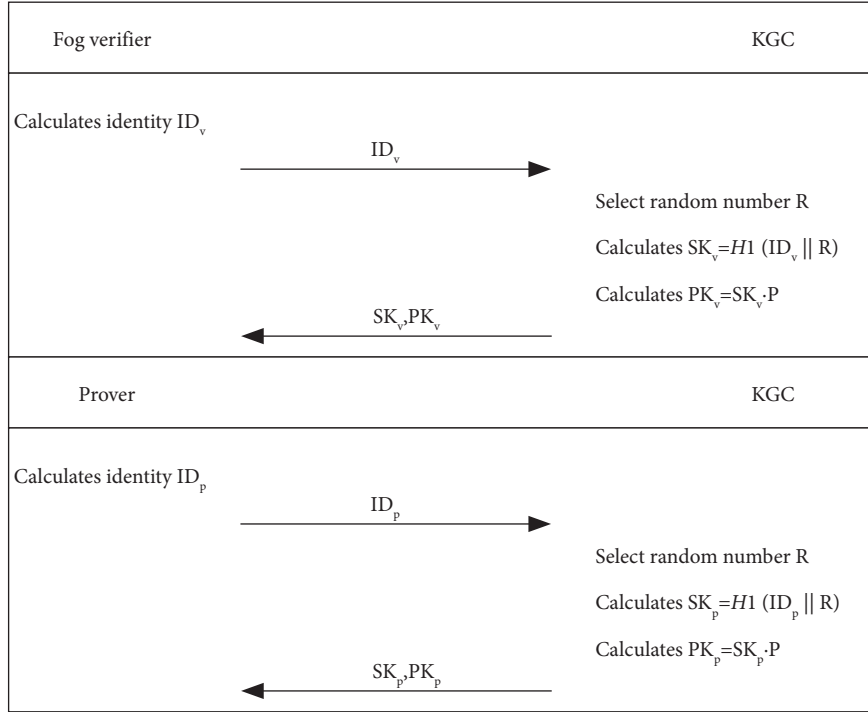 Fog verifier KGC
Calculates identity ID_v
ID_v
Select random number R
Calculates SK_v=H1 (ID_v || R)
Calculates PK_v=SK_v·P
SK_v,PK_v
Prover KGC
Calculates identity ID_p
ID_p
Select random number R
Calculates SK_p=H1 (ID_p || R)
Calculates PK_p=SK_p·P
SK_p,PK_p